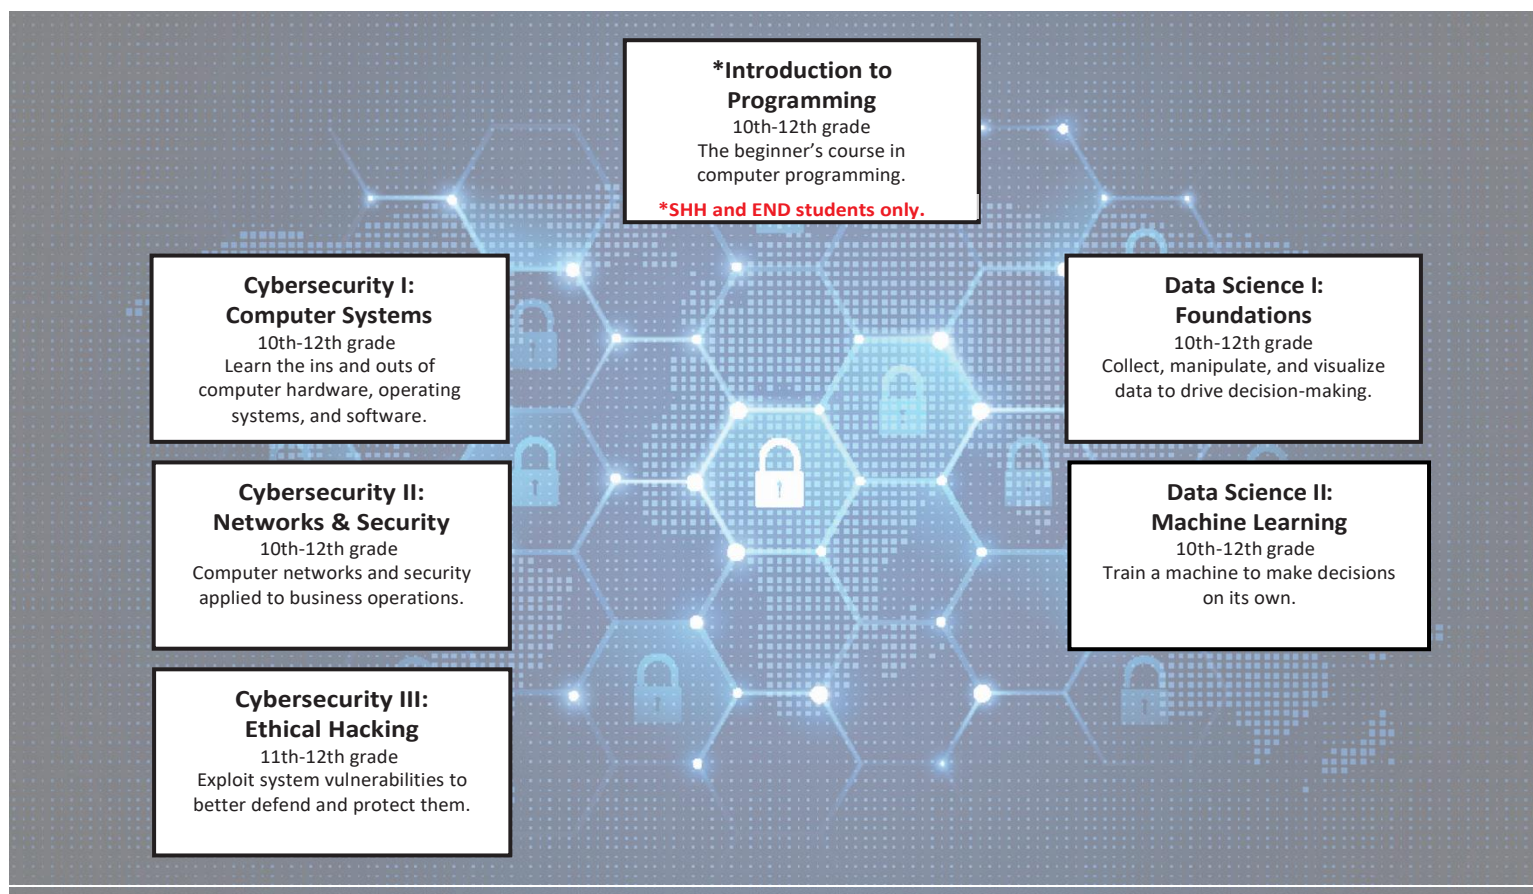 *Introduction to
Programming
10th-12th grade
The beginner’s course in
computer programming.
*SHH and END students only.
Cybersecurity I:
Computer Systems
10th-12th grade
Learn the ins and outs of
computer hardware, operating
systems, and software.
Data Science I:
Foundations
10th-12th grade
Collect, manipulate, and visualize
data to drive decision-making.
Cybersecurity II:
Networks & Security
10th-12th grade
Computer networks and security
applied to business operations.
Data Science II:
Machine Learning
10th-12th grade
Train a machine to make decisions
on its own.
Cybersecurity III:
Ethical Hacking
11th-12th grade
Exploit system vulnerabilities to
better defend and protect them.